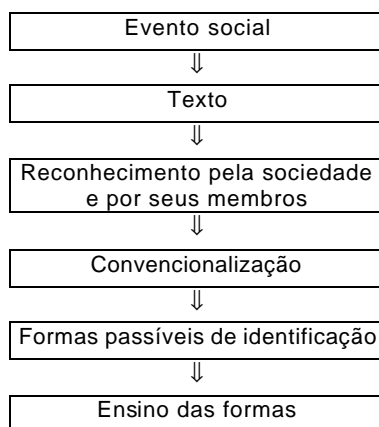 Evento social
⇓
Texto
⇓
Reconhecimento pela sociedade
e por seus membros
⇓
Convencionalização
⇓
Formas passíveis de identificação
⇓
Ensino das formas